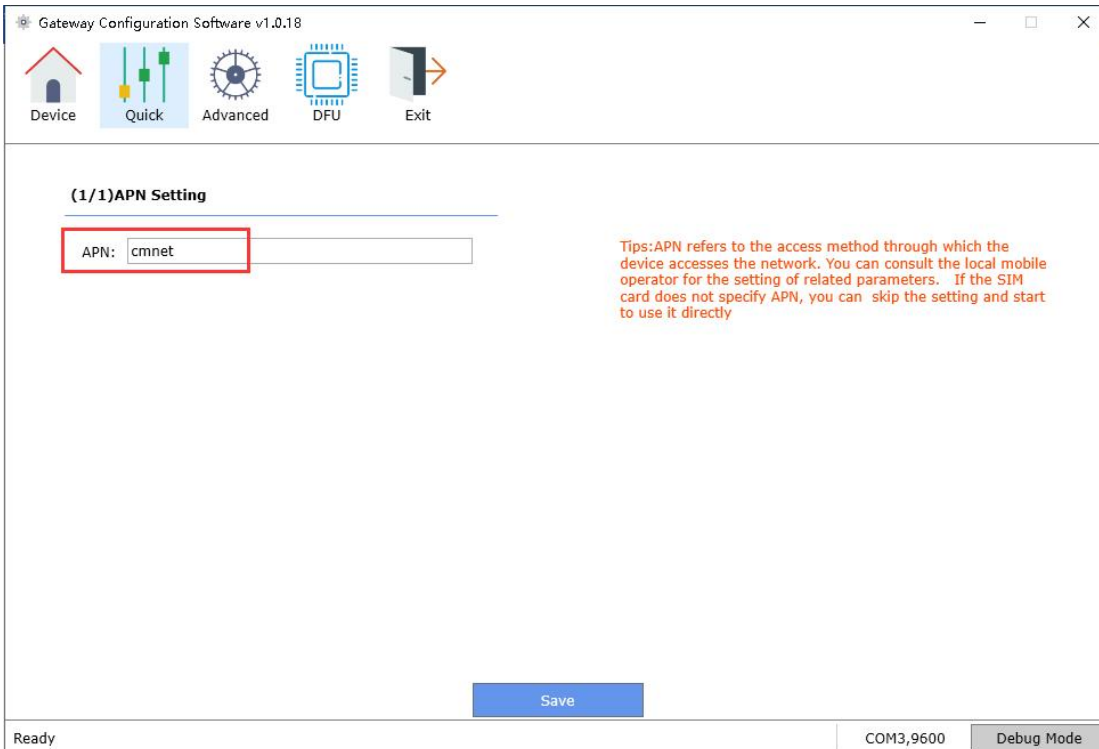 Gateway Configuration Software v1.0.18
Device Quick Advanced DFU Exit
(1/1)APN Setting
APN: cmnet
Tips:APN refers to the access method through which the
device accesses the network. You can consult the local mobile
operator for the setting of related parameters. If the SIM
card does not specify APN, you can skip the setting and start
to use it directly
Save
Ready COM3,9600 Debug Mode